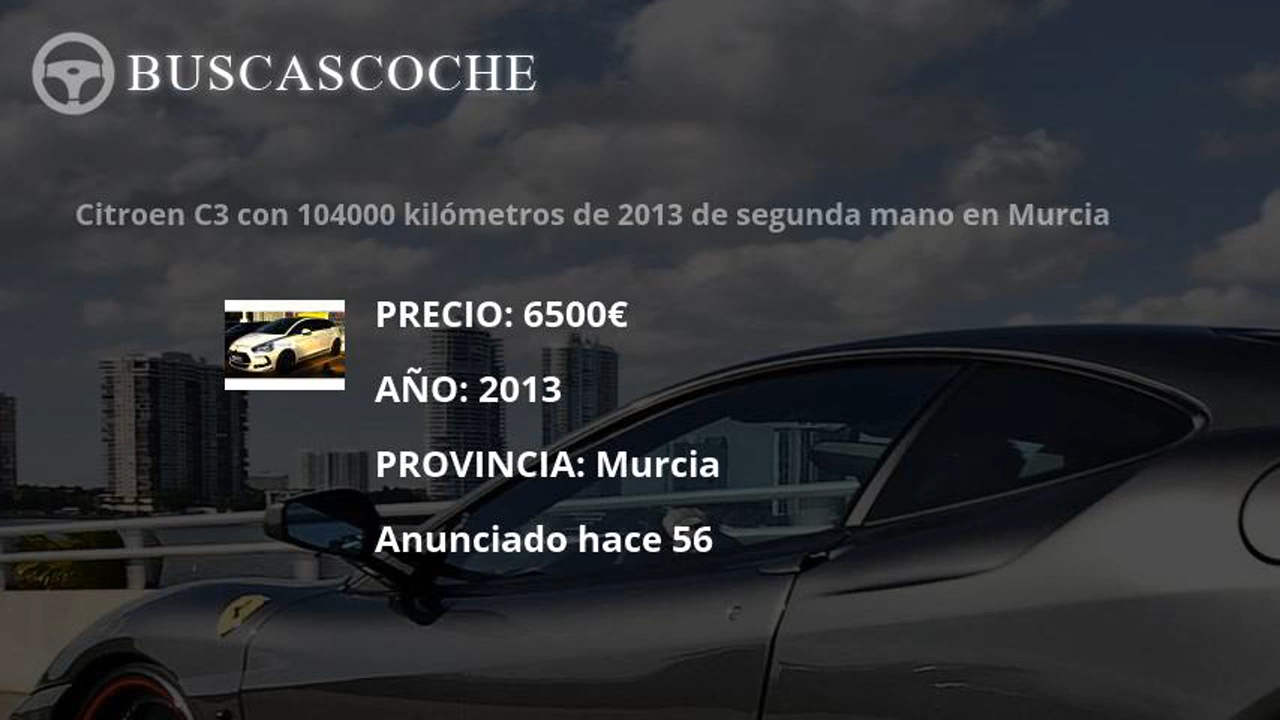 BUSCASCOCHE
Citroen C3 con 104000 kilómetros de 2013 de segunda mano en Murcia
PRECIO: 6500€
AÑO: 2013
PROVINCIA: Murcia
Anunciado hace 56